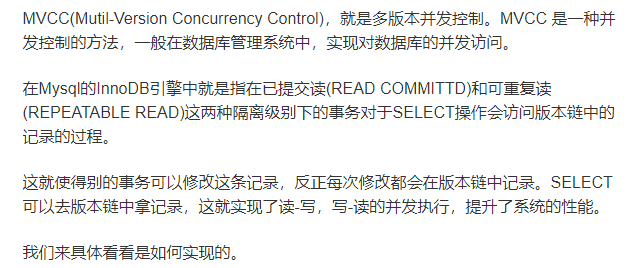 MVCC(Mutil-Version Concurrency Control)，就是多版本并发控制。MVCC 是一种并
发控制的方法，一般在数据库管理系统中，实现对数据库的并发访问。
在Mysql的InnoDB引擎中就是指在已提交读(READ COMMITTD)和可重复读
(REPEATABLE READ)这两种隔离级别下的事务对于SELECT操作会访问版本链中的
记录的过程。
这就使得别的事务可以修改这条记录，反正每次修改都会在版本链中记录。SELECT
可以去版本链中拿记录，这就实现了读-写，写-读的并发执行，提升了系统的性能。
我们来具体看看是如何实现的。